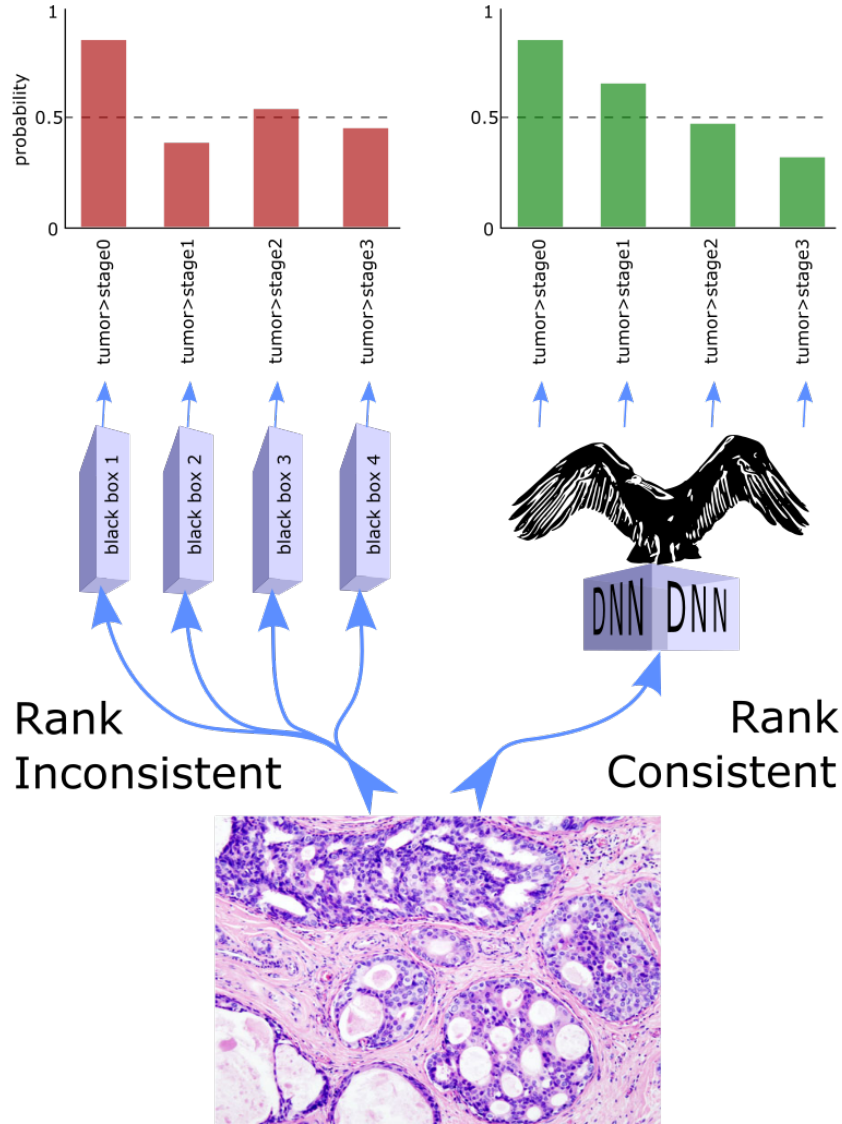 1
probability
0.5
0
tumor>stage0
tumor>stage1
tumor>stage2
tumor>stage3
1
0.5
0
tumor>stage0
tumor>stage1
tumor>stage2
tumor>stage3
black box 1
black box 2
black box 3
black box 4
DNN
DNN
Rank
Inconsistent
Rank
Consistent